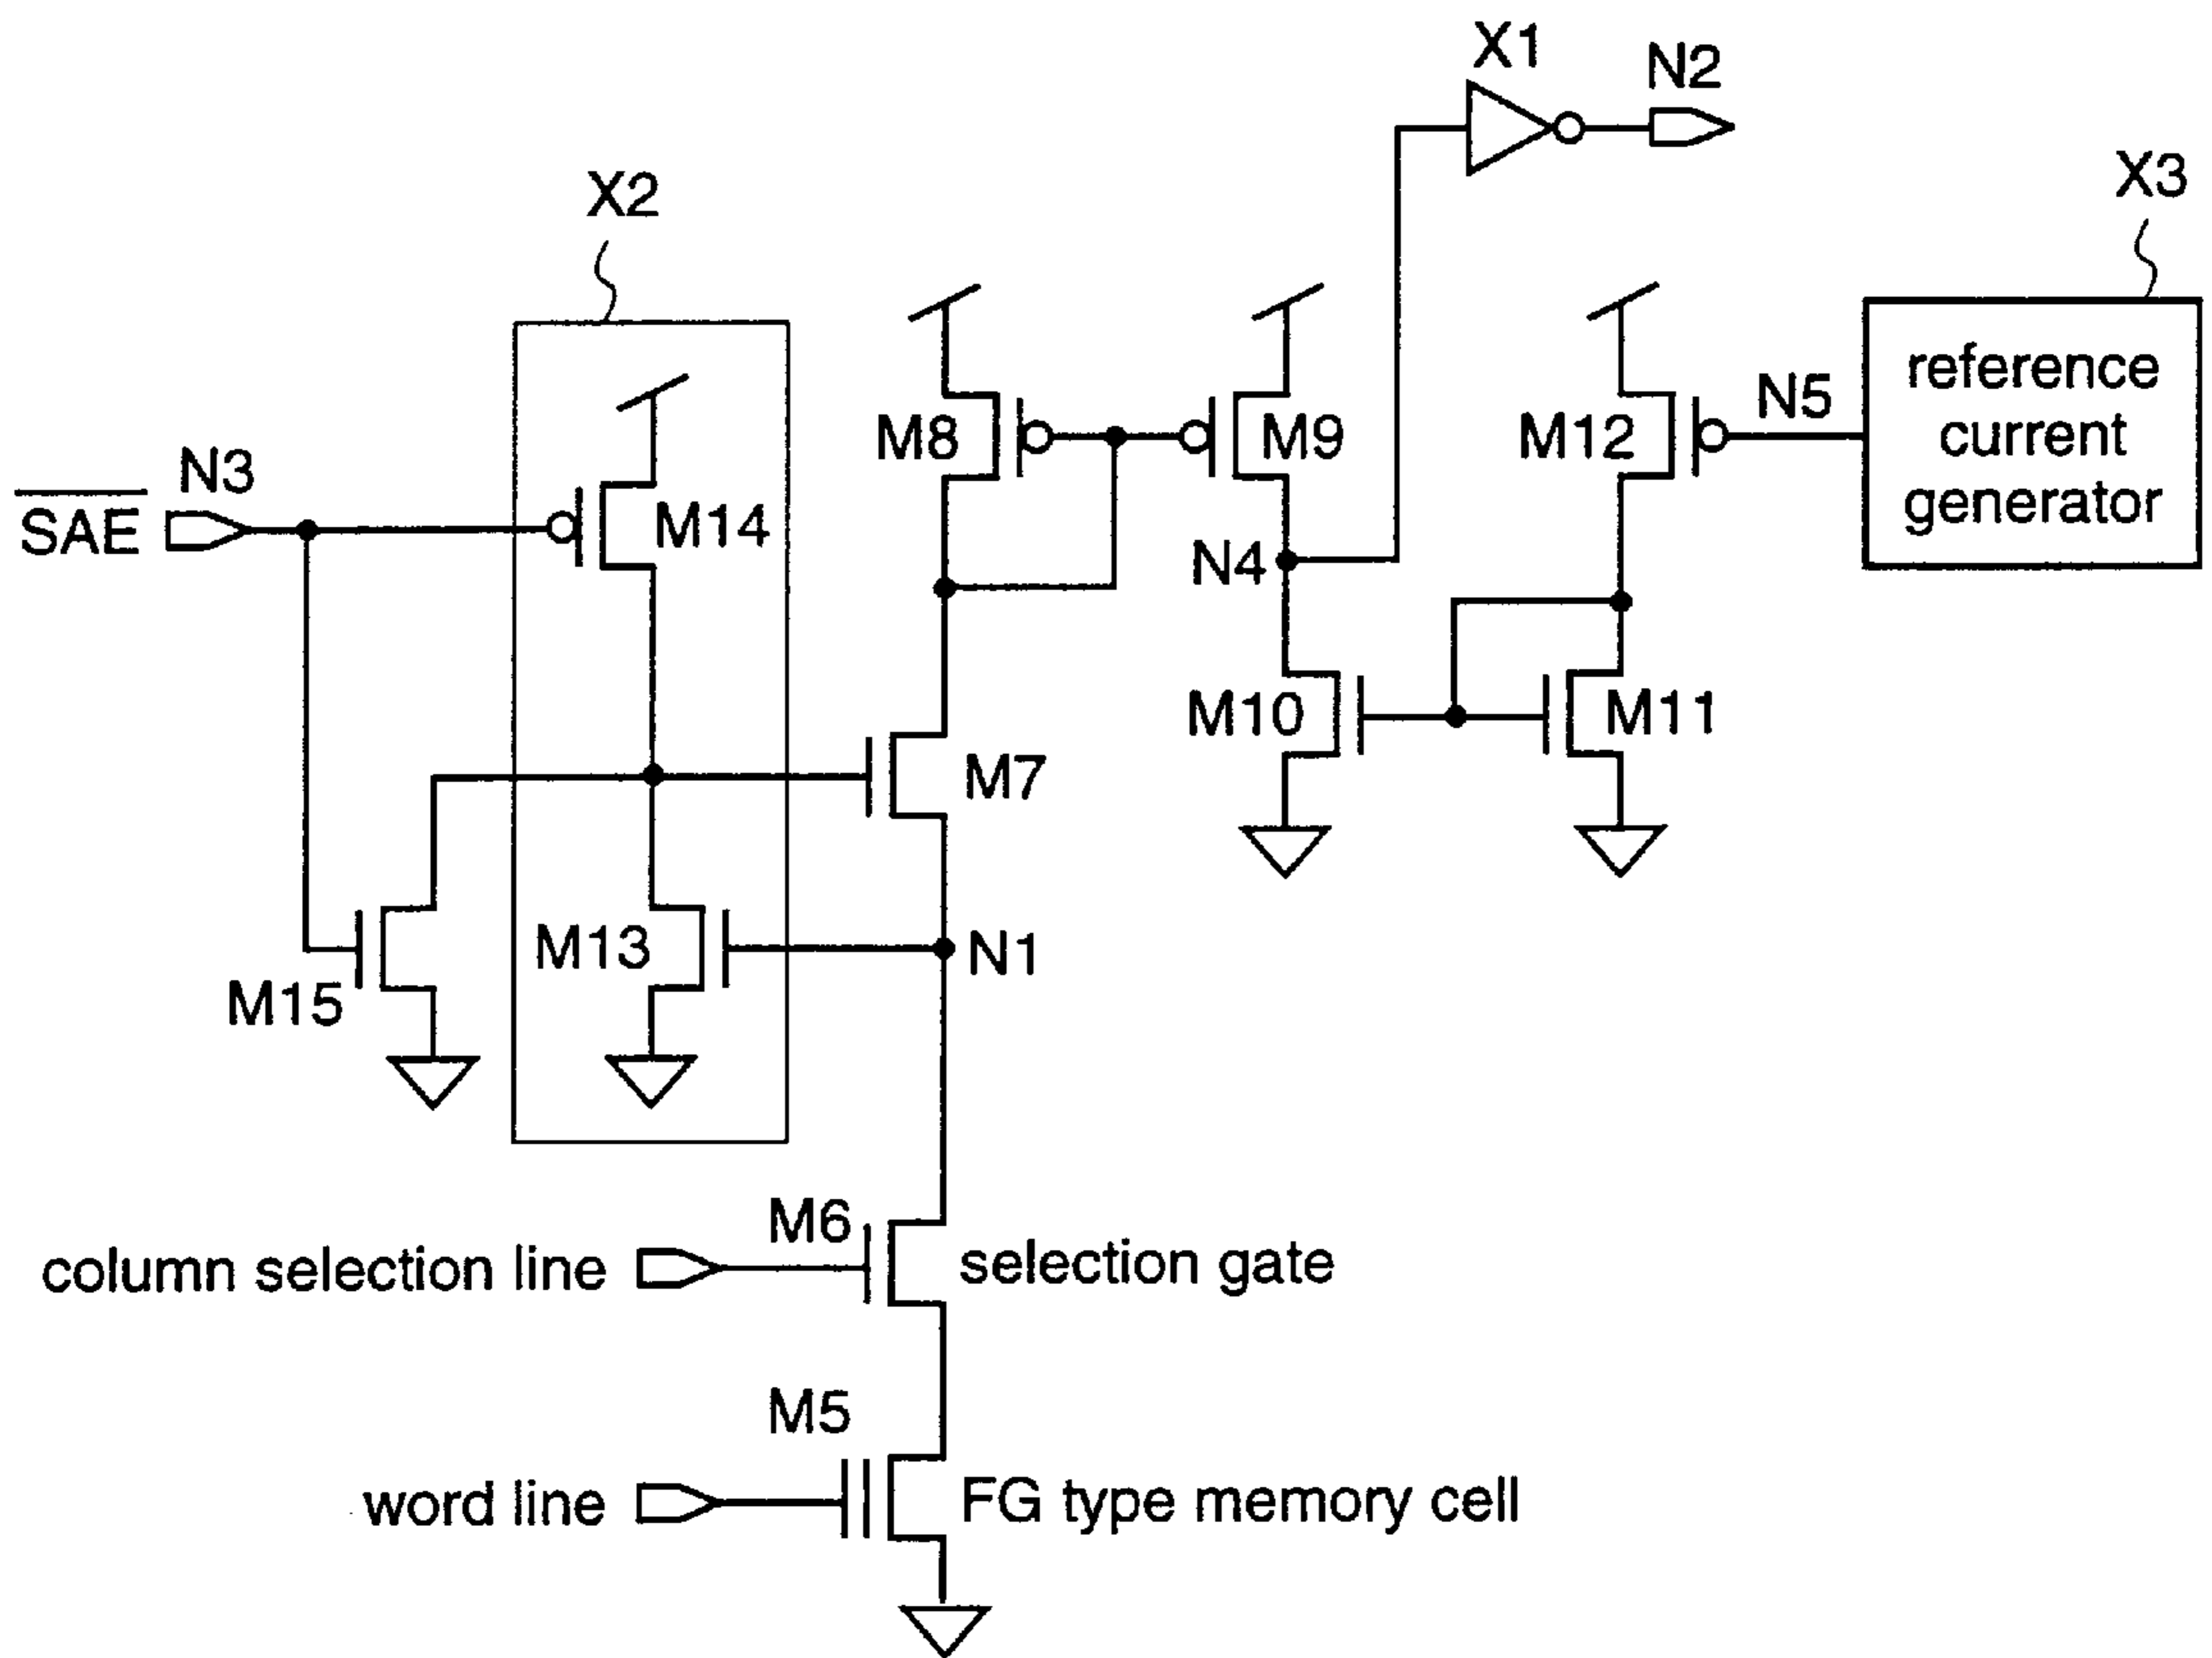 X1
N2
X2
X3
N3
SAE
M14
M8
M9
M12
N5
reference
current
generator
N4
M10
M11
M7
M13
N1
M15
M6
column selection line
selection gate
M5
word line
FG type memory cell